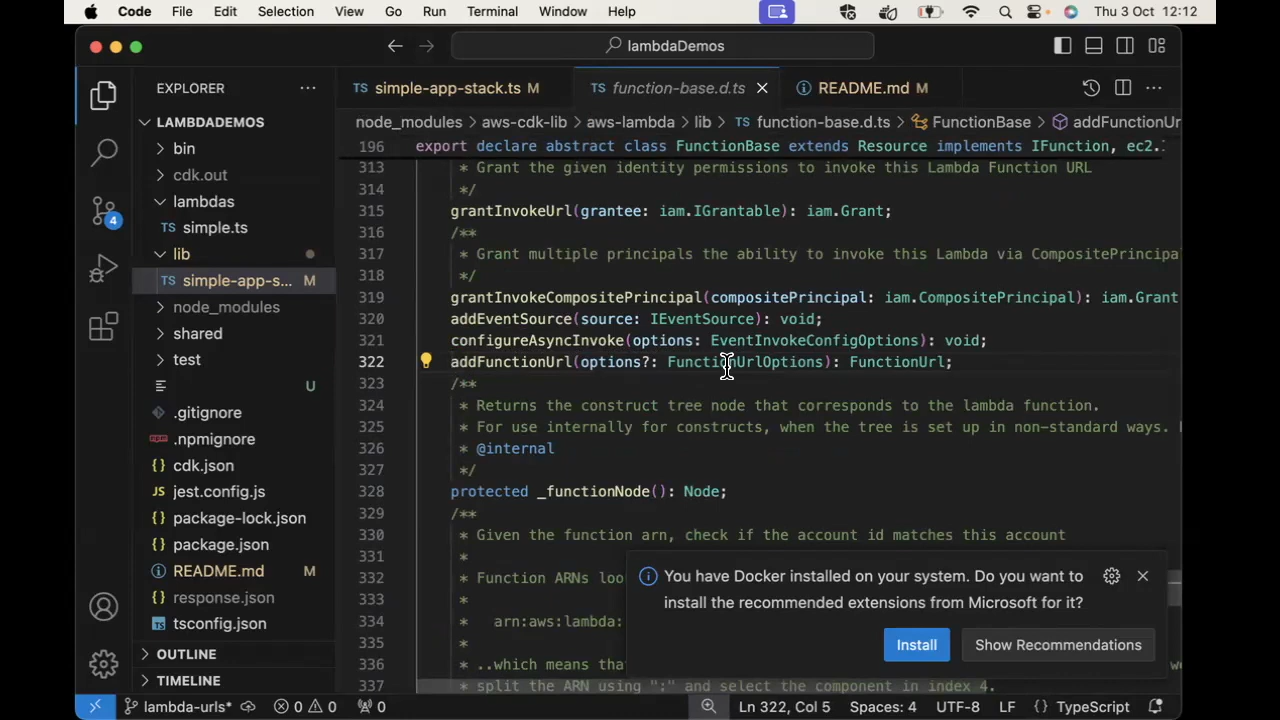 Code File Edit Selection View Go Run Terminal Window Help Thu 3 Oct 12:12
lambdaDemos
EXPLORER
simple-app-stack.ts M
function-base.d.ts
README.md M
node_modules > aws-cdk-lib > aws-lambda > lib > TS function-base.d.ts > FunctionBase > addFunctionUr
LAMBDADEMOS
bin
cdk.out
lambdas
TS simple.ts
lib
TS simple-app-s... M
node_modules
shared
test
U
.gitignore
.npmignore
cdk.json
JS jest.config.js
package-lock.json
package.json
README.md M
response.json
tsconfig.json
OUTLINE
TIMELINE
4
196 export declare abstract class FunctionBase extends Resource implements IFunction, ec2.
313 * Grant the given identity permissions to invoke this Lambda Function URL
314 */
315 grantInvokeUrl(grantee: iam.IGrantable): iam.Grant;
316 /**
317 * Grant multiple principals the ability to invoke this Lambda via CompositePrincipa
318 */
319 grantInvokeCompositePrincipal(compositePrincipal: iam.CompositePrincipal): iam.Grant
320 addEventSource(source: IEventSource): void;
321 configureAsyncInvoke(options: EventInvokeConfigOptions): void;
322 addFunctionUrl(options?: FunctionUrlOptions): FunctionUrl;
323 /**
324 * Returns the construct tree node that corresponds to the lambda function.
325 * For use internally for constructs, when the tree is set up in non-standard ways.
326 * @internal
327 */
328 protected _functionNode(): Node;
329 /**
330 * Given the function arn, check if the account id matches this account
331 *
332 * Function ARNs loo
333 *
334 * arn:aws:lambda:
335 *
336 * ..which means tha
337 * split the ARN using ":" and select the component in index 4.
You have Docker installed on your system. Do you want to
install the recommended extensions from Microsoft for it?
Install Show Recommendations
lambda-urls* 0 0 0 Ln 322, Col 5 Spaces: 4 UTF-8 LF {} TypeScript